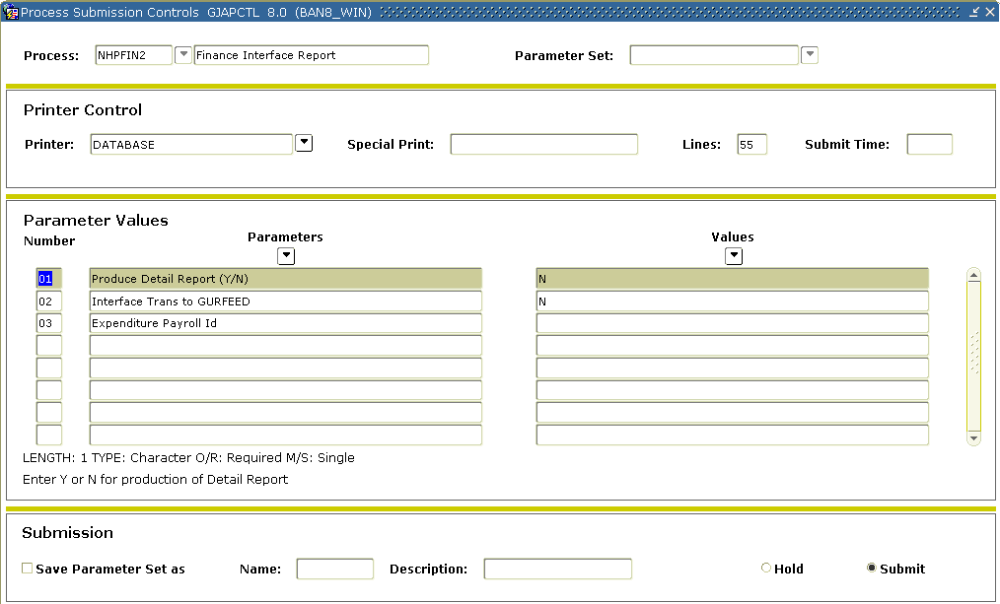 Process Submission Controls GJAPCTL 8.0 (BAN8_WIN)
Process: NHPFIN2 Finance Interface Report Parameter Set:
Printer Control
Printer: DATABASE Special Print: Lines: 55 Submit Time:
Parameter Values
Number Parameters Values
01 Produce Detail Report (Y/N) N
02 Interface Trans to GURFEED N
03 Expenditure Payroll Id
LENGTH: 1 TYPE: Character O/R: Required M/S: Single
Enter Y or N for production of Detail Report
Submission
Save Parameter Set as Name: Description: Hold Submit